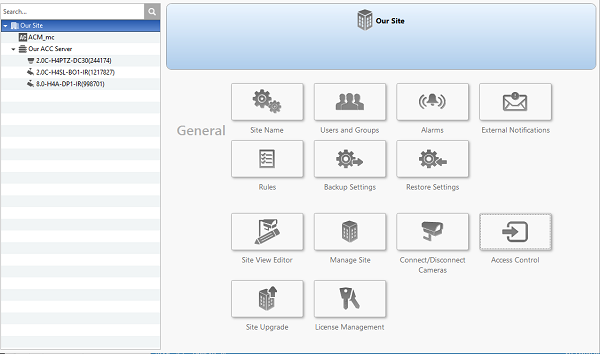 Search...
Our Site
ACM_mc
Our ACC Server
2.0C-H4PTZ-DC30(244174)
2.0C-H4SL-BO1-IR(1217827)
8.0-H4A-DP1-IR(998701)
Our Site
General
Site Name
Users and Groups
Alarms
External Notifications
Rules
Backup Settings
Restore Settings
Site View Editor
Manage Site
Connect/Disconnect
Cameras
Access Control
Site Upgrade
License Management